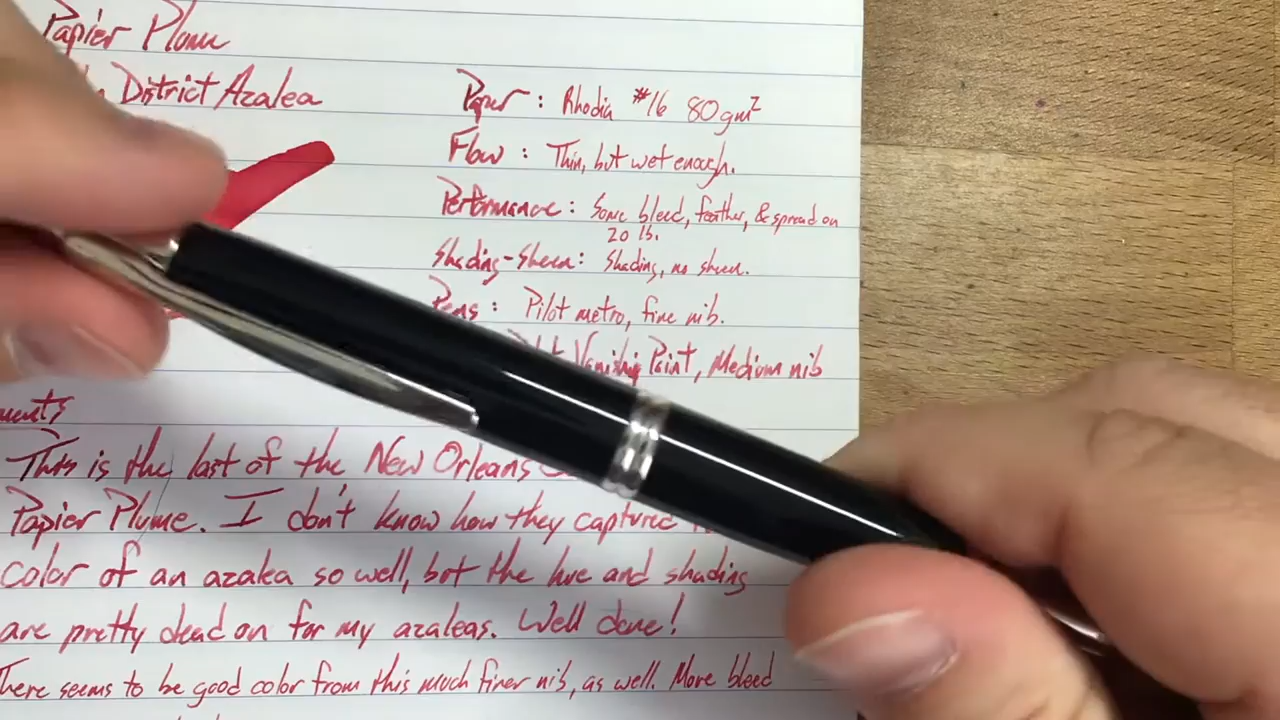 Papier Plume
District Azalea
Paper : Rhodia #16 80 gm²
Flow : Thin, but wet enough.
Performance : Some bleed, feather, & spread on
20 lb.
Shading-Sheen : Shading, no sheen.
Pens : Pilot metro, fine nib.
Vanishing Point, Medium nib
This is the last of the New Orleans
Papier Plume. I don't know how they captured
color of an azalea so well, but the hue and shading
are pretty dead on for my azaleas. Well done!
There seems to be good color from this much finer nib, as well. More bleed